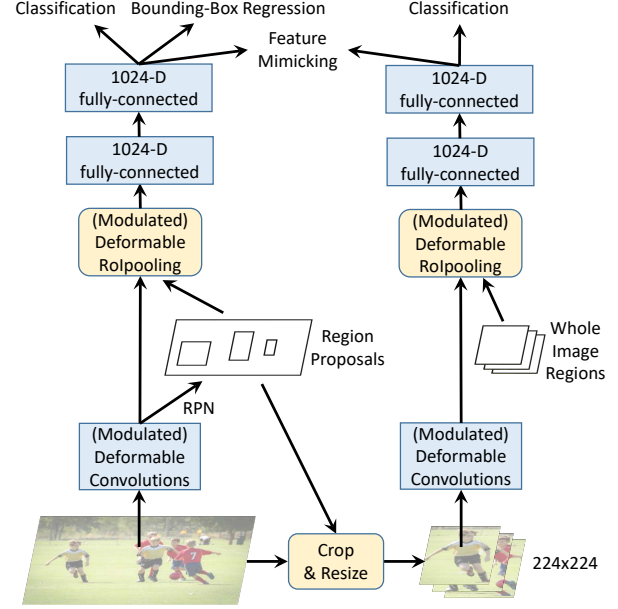 Classification
Bounding-Box Regression
Classification
Feature
Mimicking
1024-D
fully-connected
1024-D
fully-connected
1024-D
fully-connected
1024-D
fully-connected
(Modulated)
Deformable
RoIpooling
(Modulated)
Deformable
RoIpooling
Region
Proposals
Whole
Image
Regions
RPN
(Modulated)
Deformable
Convolutions
(Modulated)
Deformable
Convolutions
Crop
& Resize
224x224